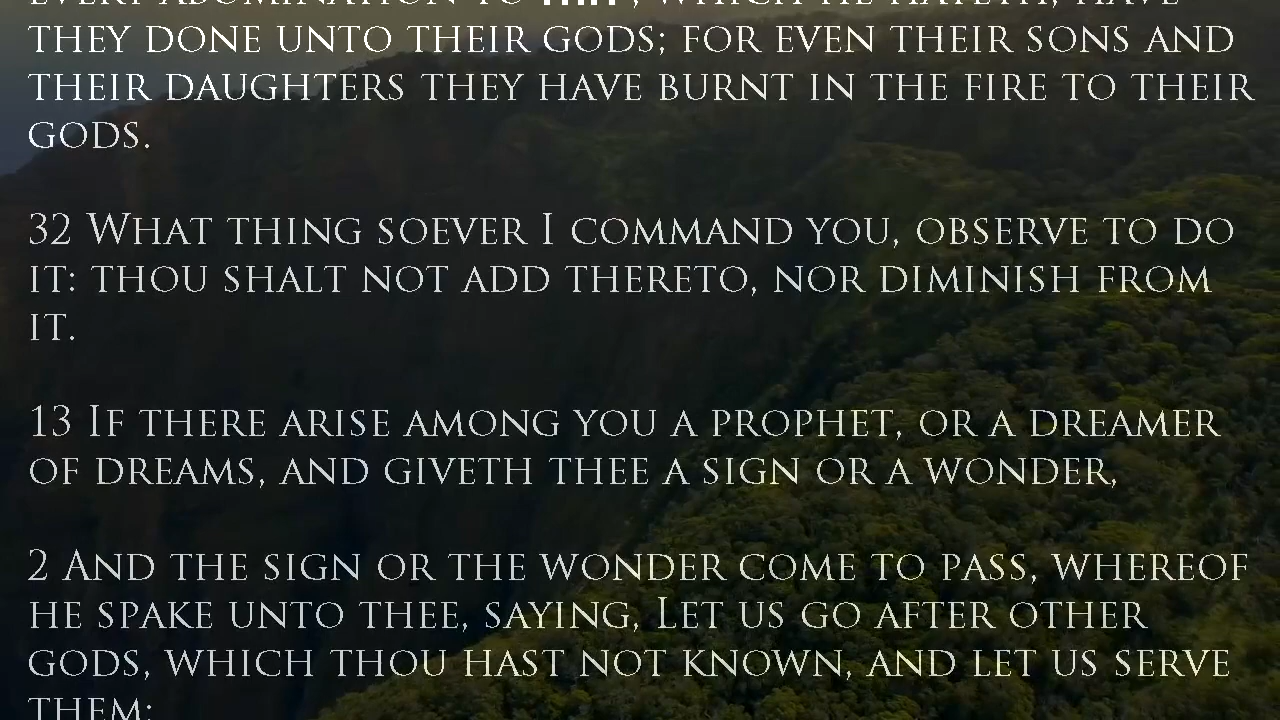 THEY DONE UNTO THEIR GODS; FOR EVEN THEIR SONS AND
THEIR DAUGHTERS THEY HAVE BURNT IN THE FIRE TO THEIR
GODS.
32 WHAT THING SOEVER I COMMAND YOU, OBSERVE TO DO
IT: THOU SHALT NOT ADD THERETO, NOR DIMINISH FROM
IT.
13 IF THERE ARISE AMONG YOU A PROPHET, OR A DREAMER
OF DREAMS, AND GIVETH THEE A SIGN OR A WONDER,
2 AND THE SIGN OR THE WONDER COME TO PASS, WHEREOF
HE SPAKE UNTO THEE, SAYING, LET US GO AFTER OTHER
GODS, WHICH THOU HAST NOT KNOWN, AND LET US SERVE
THEM;